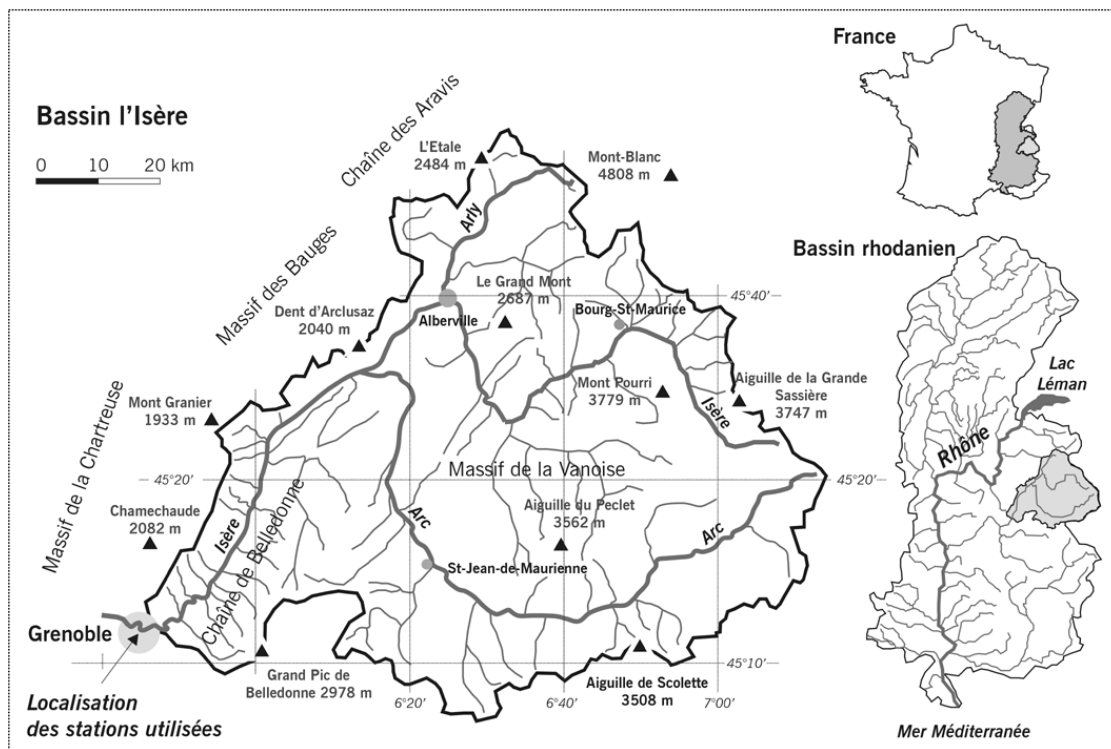 Bassin l'Isère
0 10 20 km
Chaîne des Aravis
Massif des Bauges
Massif de la Chartreuse
L'Etale
2484 m
Mont-Blanc
4808 m
Arly
Le Grand Mont
2687 m
Dent d'Arclusaz
2040 m
Alberville
Bourg-St-Maurice
45°40'
Mont Granier
1933 m
Mont Pourri
3779 m
Aiguille de la Grande
Sassière
3747 m
Isère
45°20'
Massif de la Vanoise
45°20'
Chamechaude
2082 m
Isère
Chaîne de Belledonne
Arc
Aiguille du Peclet
3562 m
Arc
St-Jean-de-Maurienne
Grenoble
Grand Pic de
Belledonne 2978 m
Aiguille de Scolette
3508 m
45°10'
6°20'
6°40'
7°00'
Localisation
des stations utilisées
France
Bassin rhodanien
Lac
Léman
Rhône
Mer Méditerranée